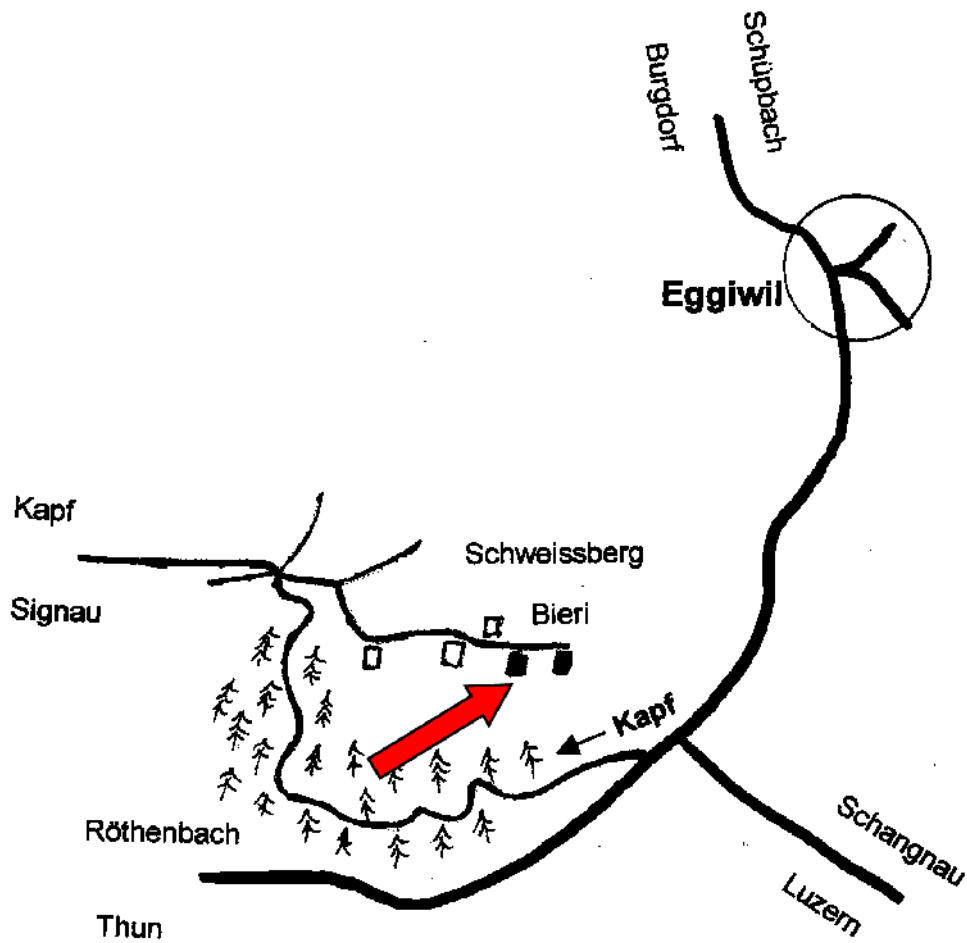 Schüpbach
Burgdorf
Eggiwil
Kapf
Signau
Schweissberg
Bieri
Kapf
Röthenbach
Thun
Schangnau
Luzern